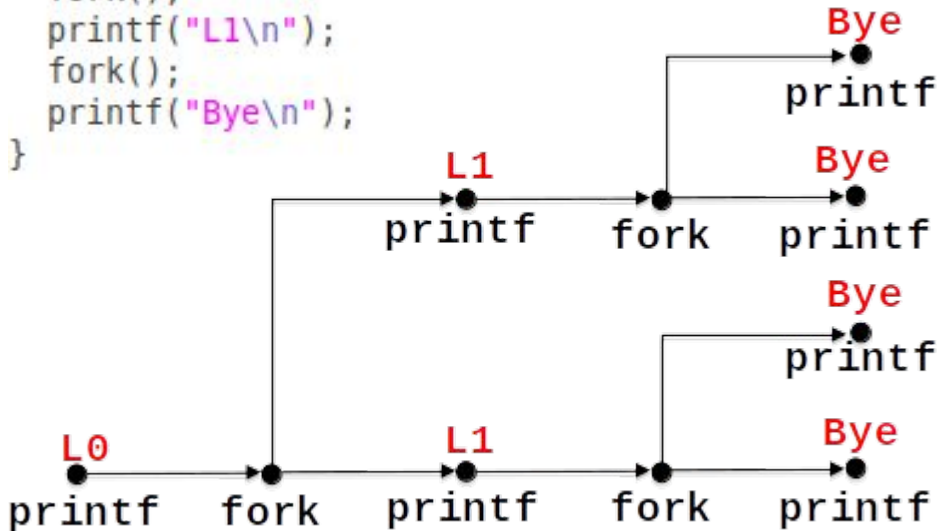 fork();
printf("L1\n");
fork();
printf("Bye\n");
}
Bye
printf
L1
Bye
printf
fork
printf
Bye
printf
L0
L1
Bye
printf
fork
printf
fork
printf